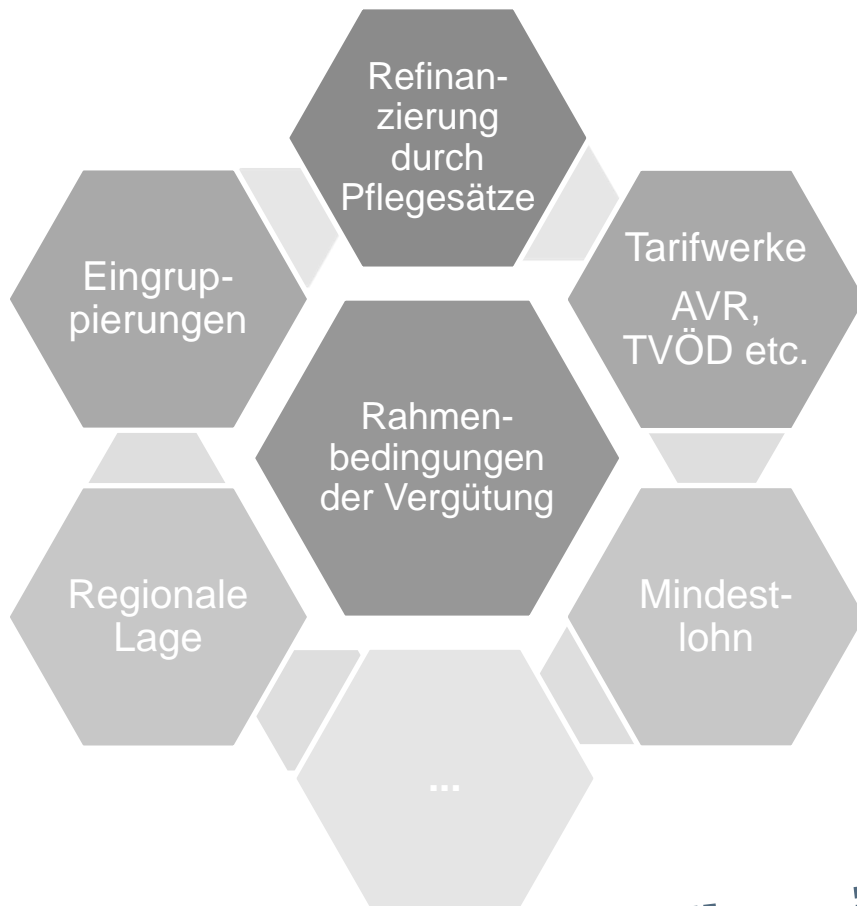 Refinan-
zierung
durch
Pflegesätze
Eingrup-
pierungen
Tarifwerke
AVR,
TVÖD etc.
Rahmen-
bedingungen
der Vergütung
Regionale
Lage
Mindest-
lohn
...